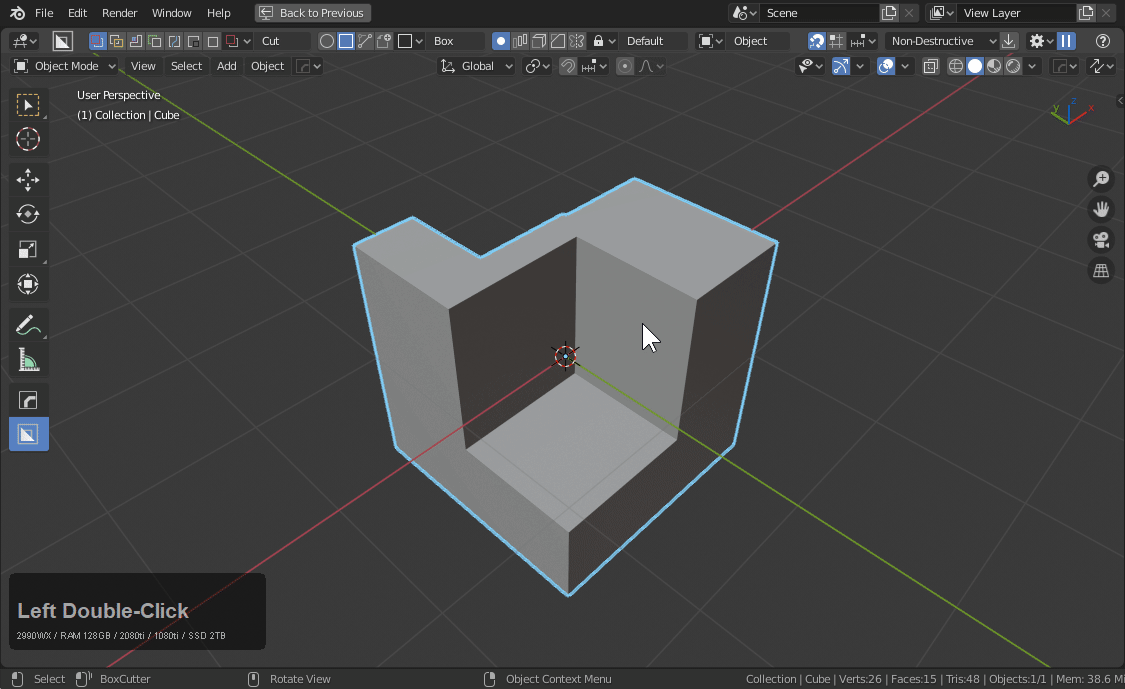 File Edit Render Window Help Back to Previous Scene View Layer
Cut Box Default Object Non-Destructive
Object Mode View Select Add Object Global
User Perspective
(1) Collection | Cube
z
y x
Left Double-Click
2990WX / RAM 128GB / 2080ti / 1080ti / SSD 2TB
Select BoxCutter Rotate View Object Context Menu Collection | Cube | Verts:26 | Faces:15 | Tris:48 | Objects:1/1 | Mem: 38.6 M